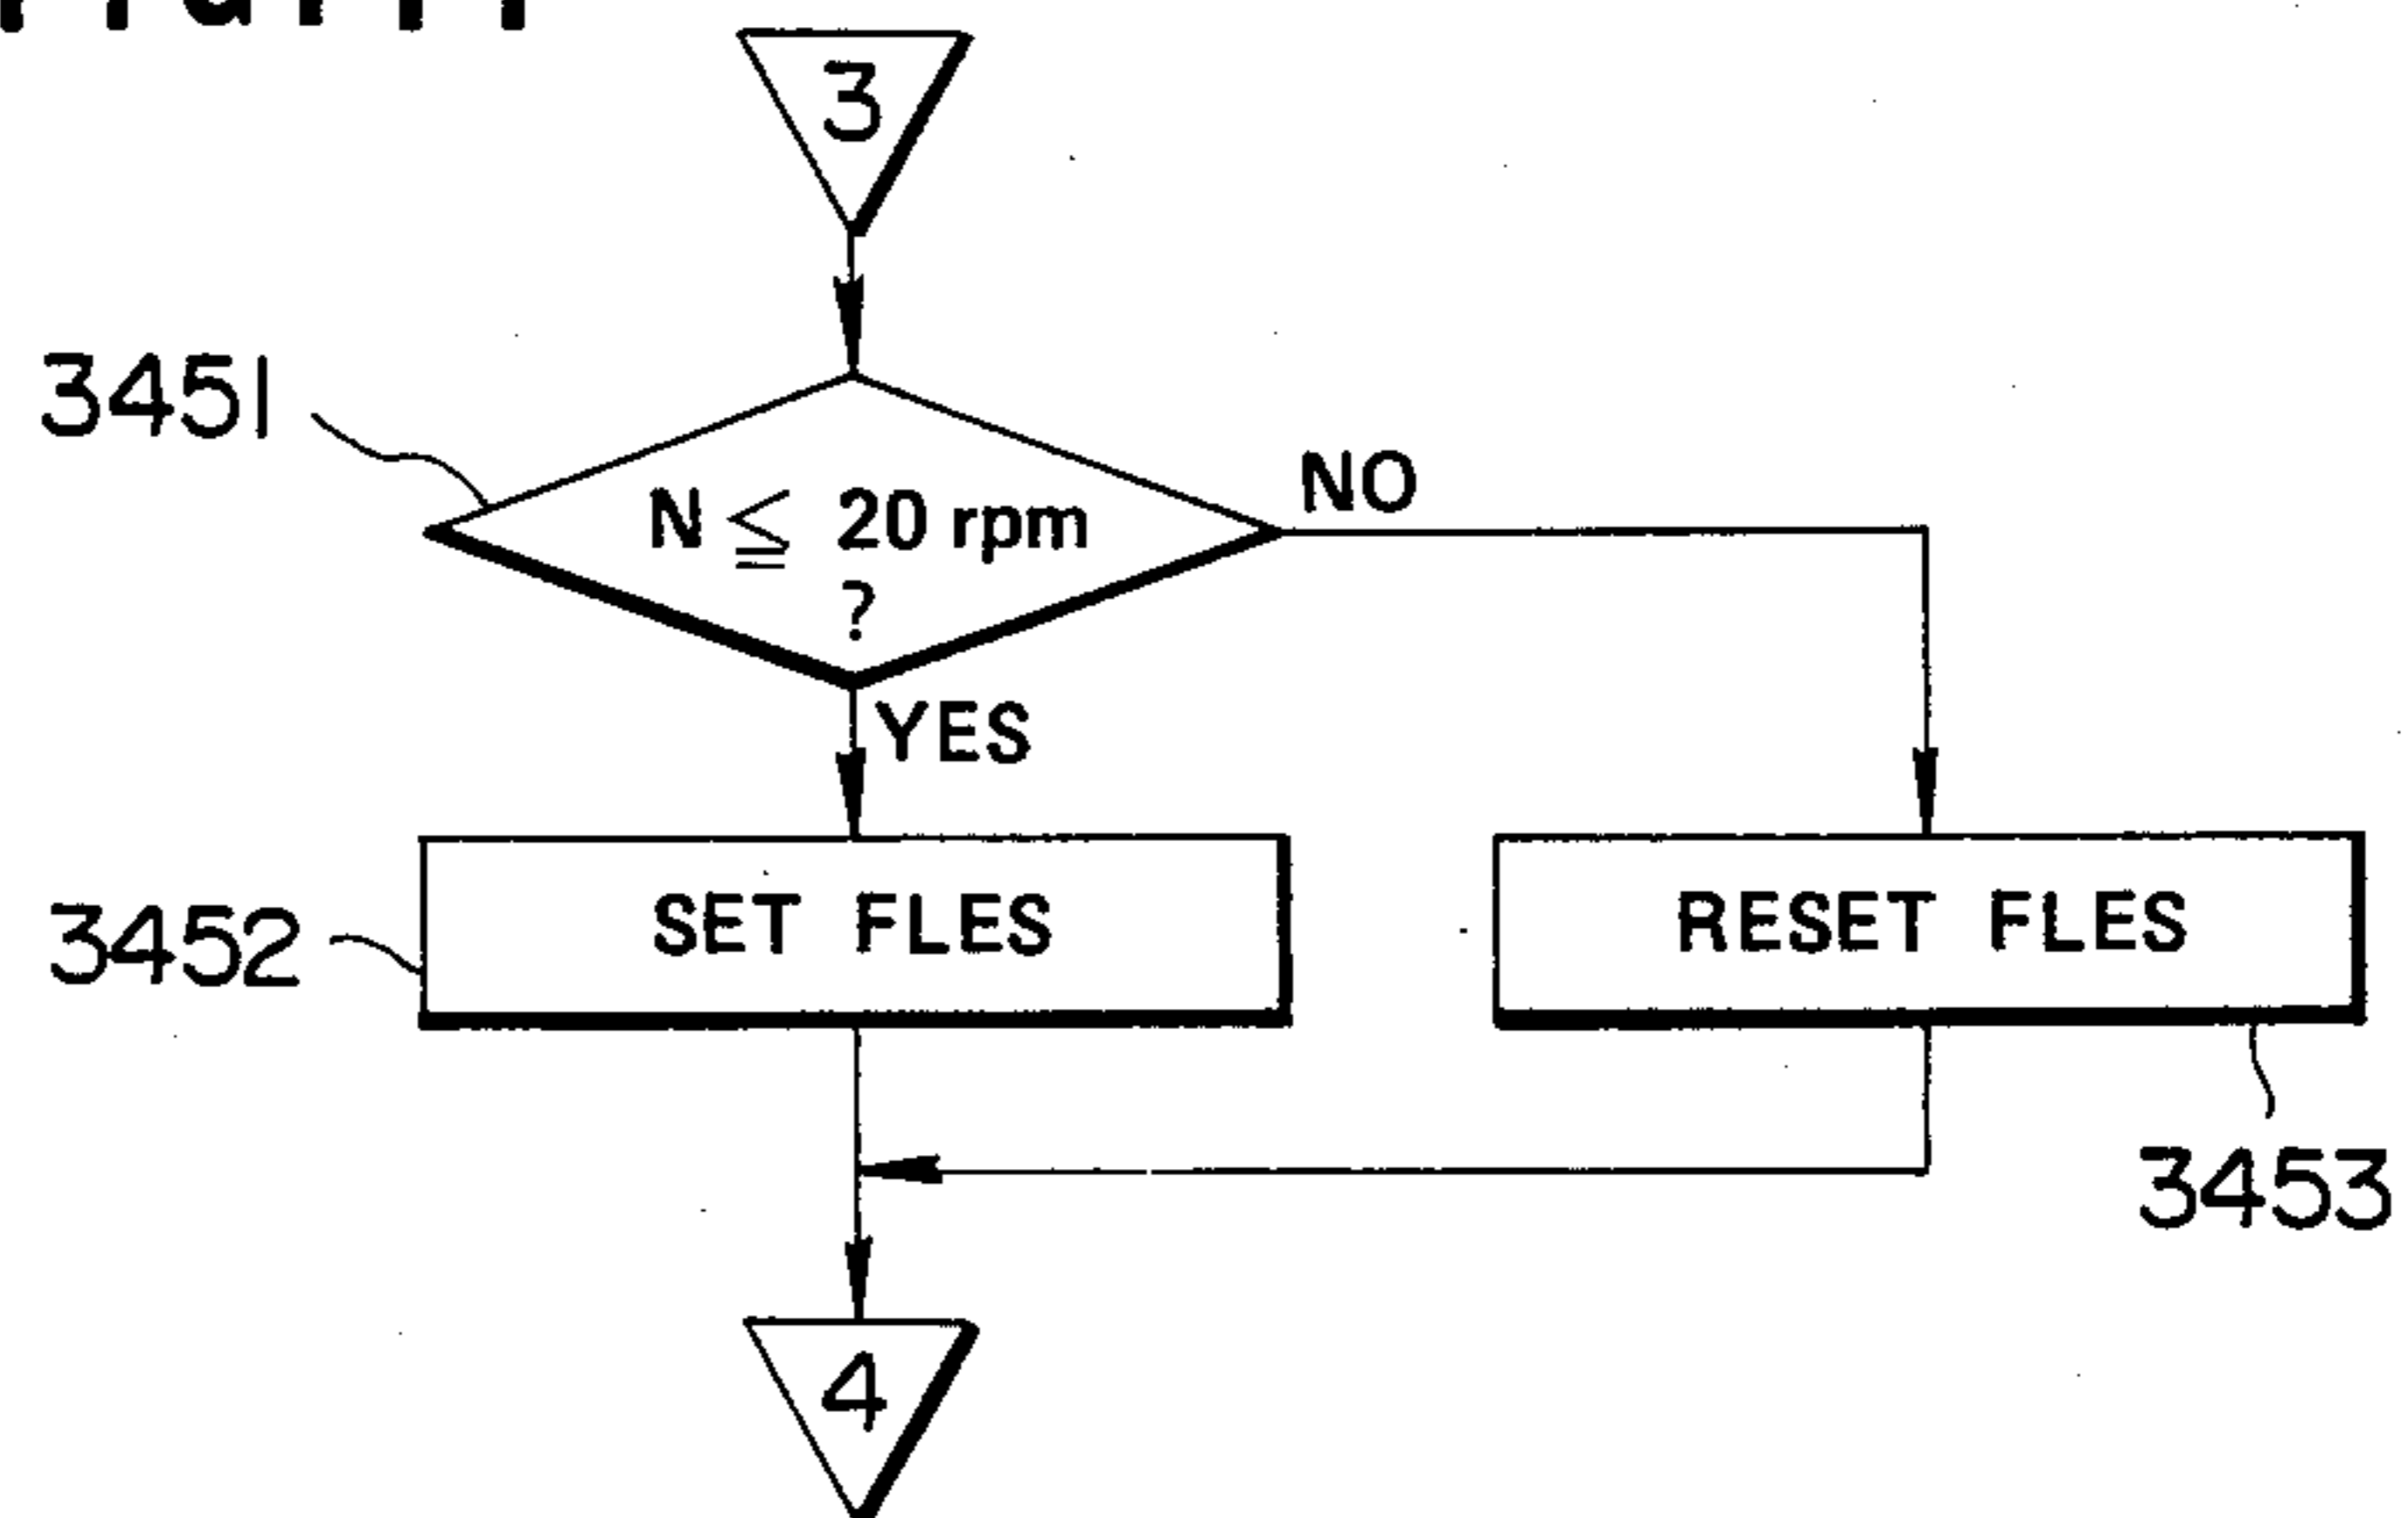 3
3451
N ≦ 20 rpm
?
NO
YES
3452
SET FLES
RESET FLES
3453
4